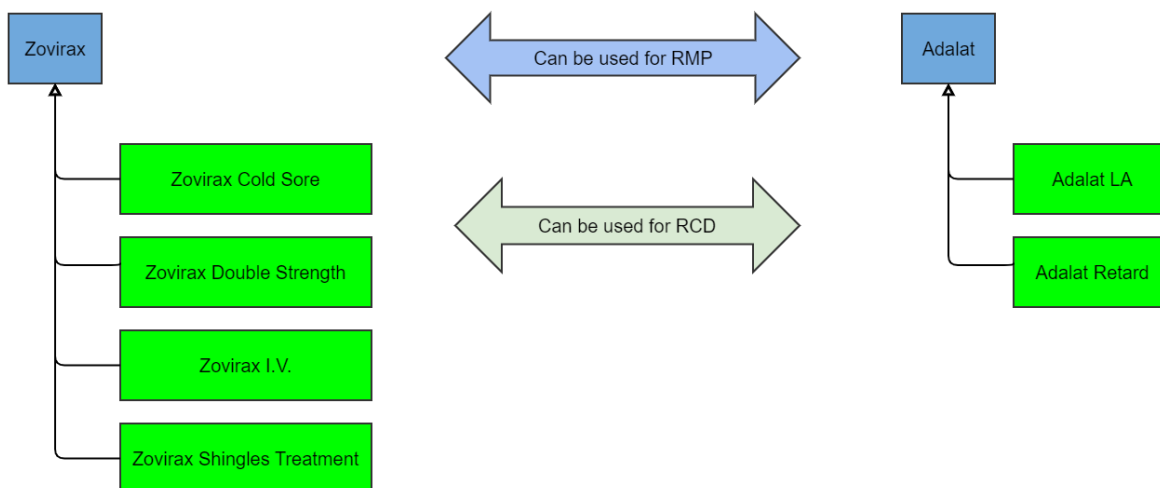 Zovirax
Can be used for RMP
Adalat
Zovirax Cold Sore
Can be used for RCD
Adalat LA
Zovirax Double Strength
Adalat Retard
Zovirax I.V.
Zovirax Shingles Treatment